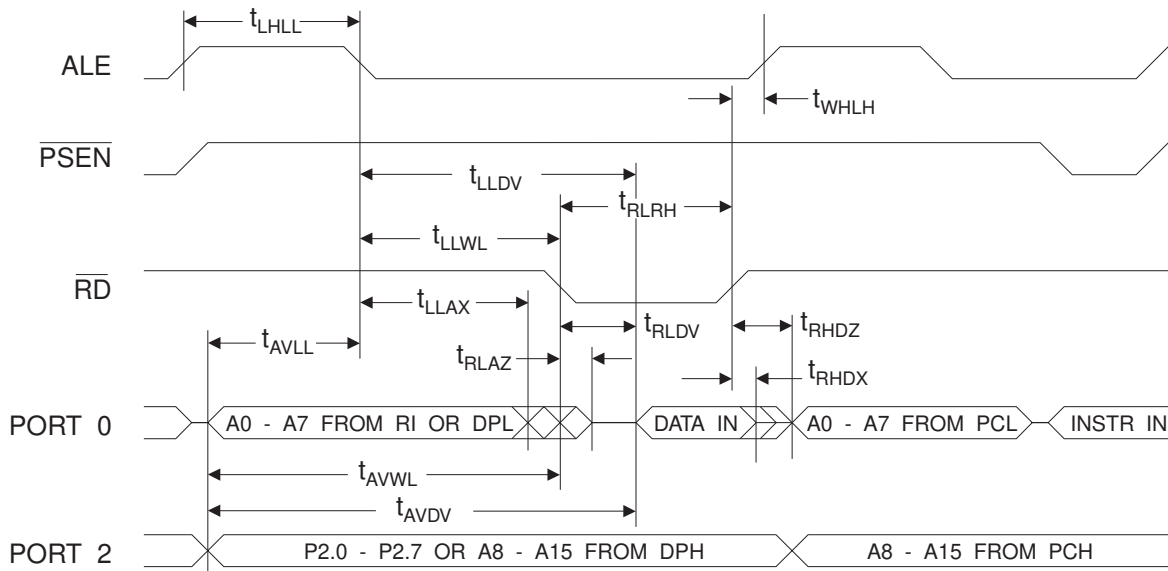 tLHLL
ALE
tWHLH
PSEN
tLLDV
tRLRH
tLLWL
RD
tLLAX
tRLDV
tRHDZ
tAVLL
tRLAZ
tRHDX
PORT 0
A0 - A7 FROM RI OR DPL
DATA IN
A0 - A7 FROM PCL
INSTR IN
tAVWL
tAVDV
PORT 2
P2.0 - P2.7 OR A8 - A15 FROM DPH
A8 - A15 FROM PCH